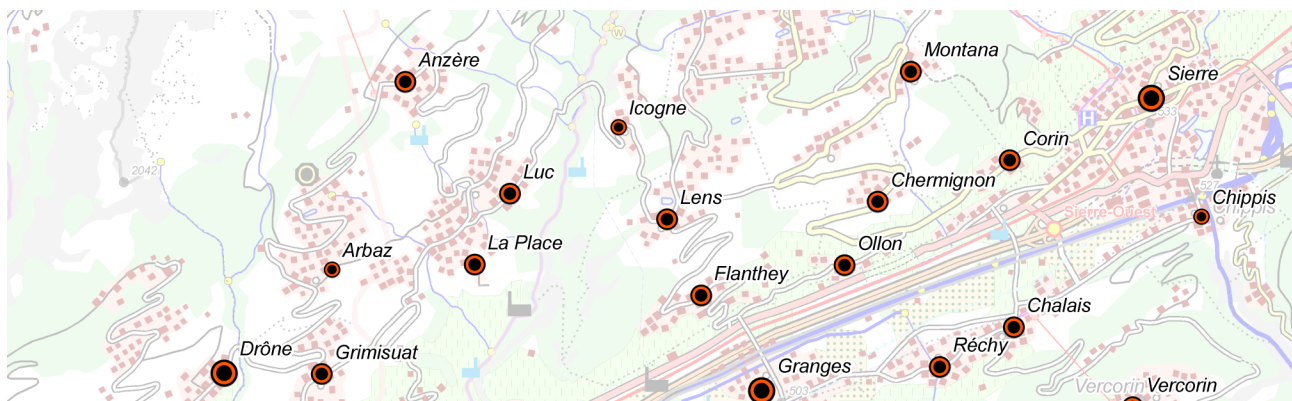 Montana
Anzère
Sierre
W
Icogne
H
533
Corin
2042
Luc
Chermignon
527
Lens
Chippis
Chippis
Sierre-Ouest
Arbaz
La Place
Ollon
Flanthey
Chalais
Drône
Grimisuat
Réchy
Granges
503
Vercorin
Vercorin